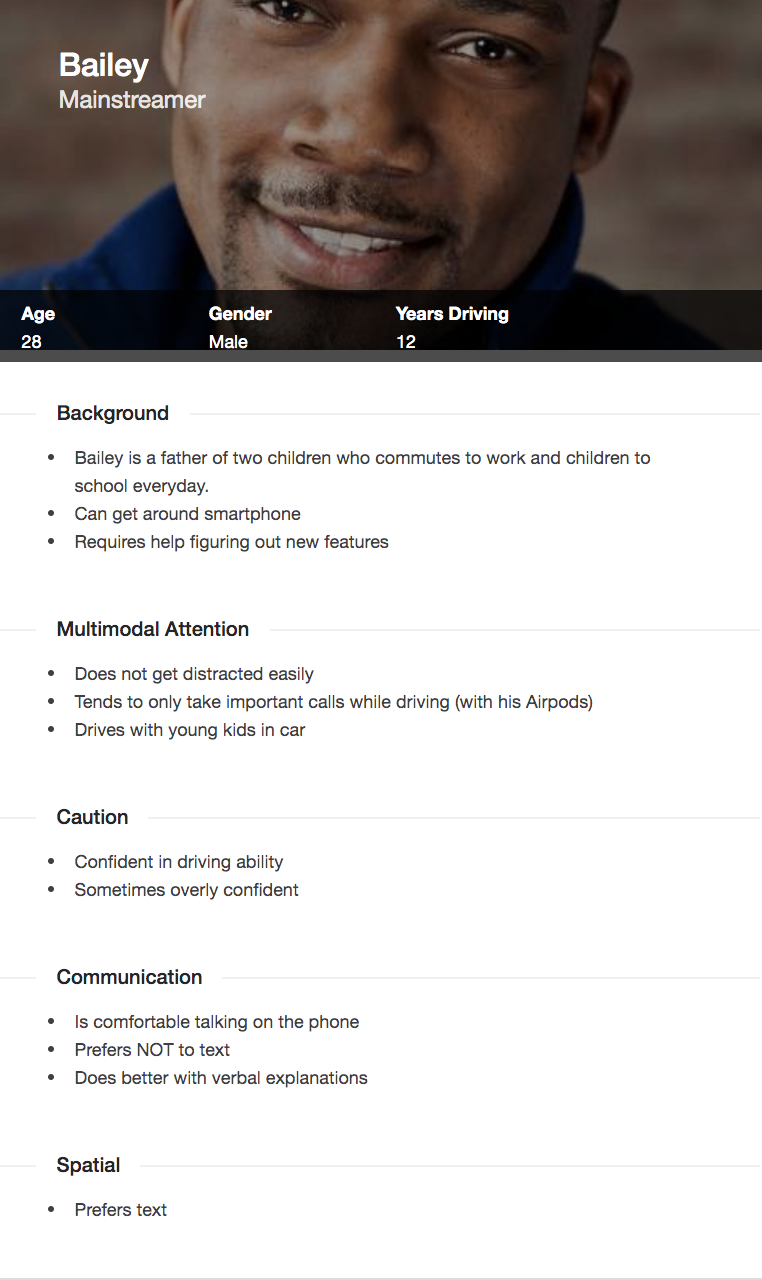 Bailey
Mainstreamer
Age Gender Years Driving
28 Male 12
Background
• Bailey is a father of two children who commutes to work and children to
school everyday.
• Can get around smartphone
• Requires help figuring out new features
Multimodal Attention
• Does not get distracted easily
• Tends to only take important calls while driving (with his Airpods)
• Drives with young kids in car
Caution
• Confident in driving ability
• Sometimes overly confident
Communication
• Is comfortable talking on the phone
• Prefers NOT to text
• Does better with verbal explanations
Spatial
• Prefers text